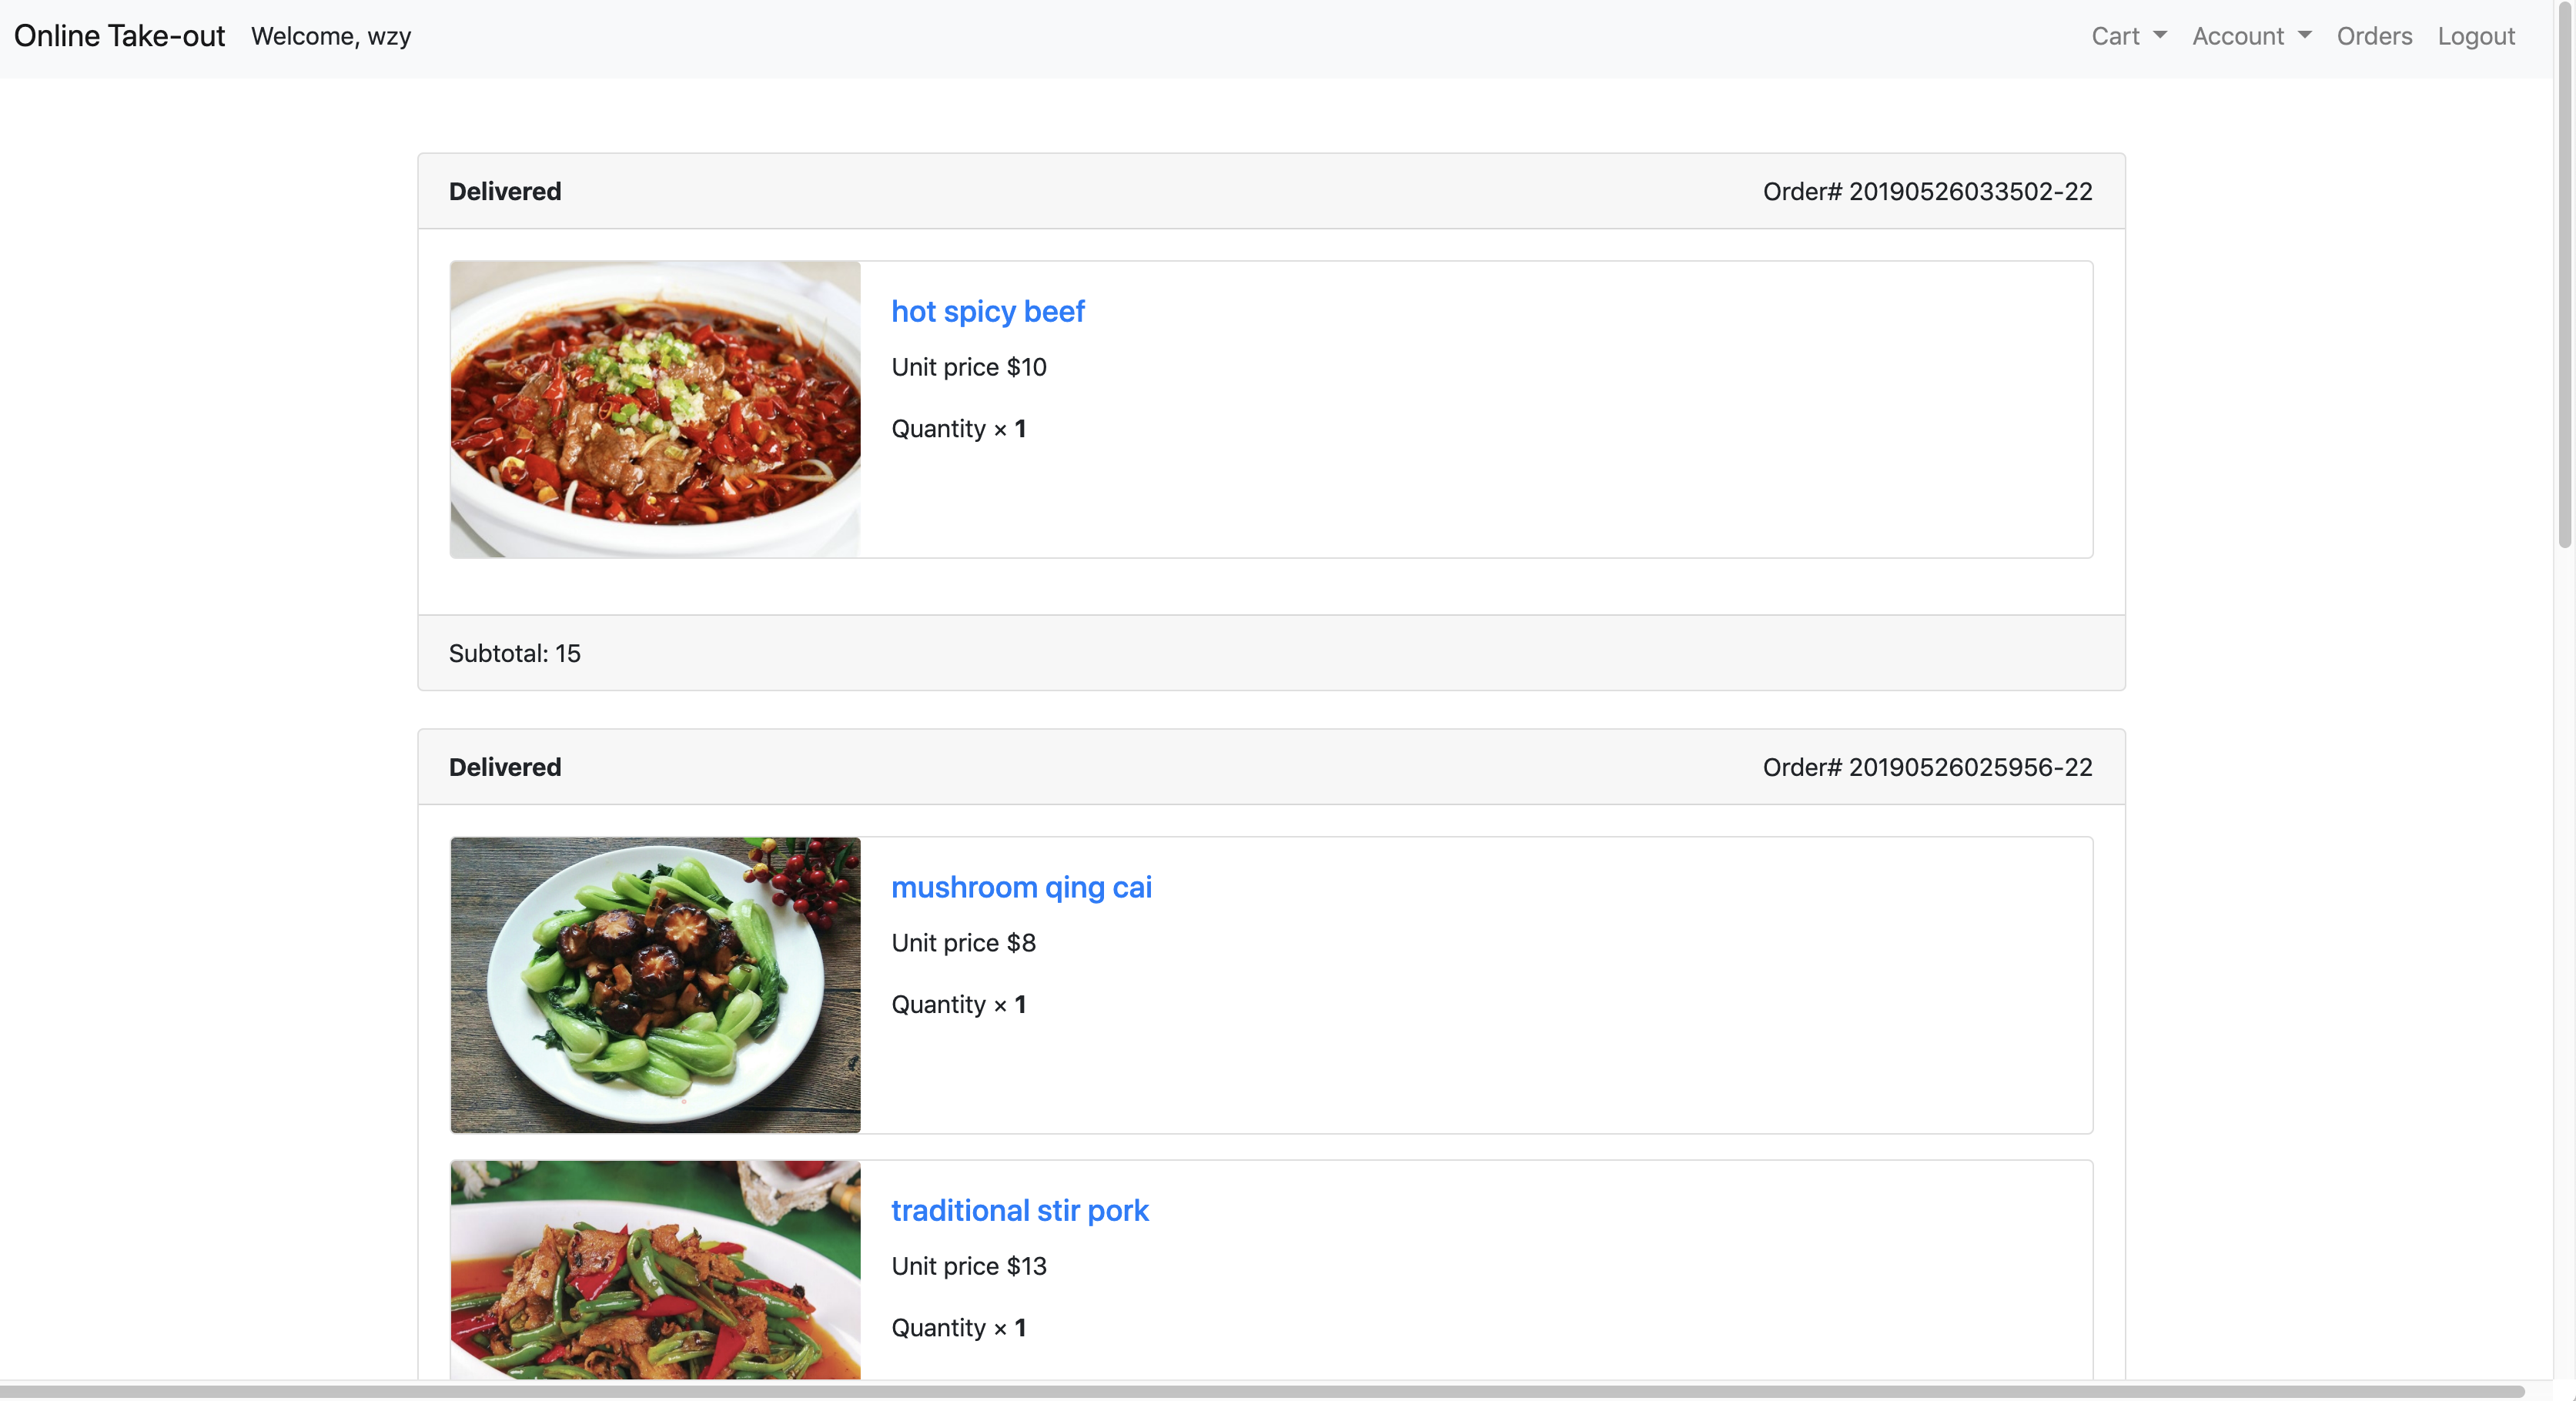 Online Take-out Welcome, wzy Cart Account Orders Logout
Delivered Order# 20190526033502-22
hot spicy beef
Unit price $10
Quantity × 1
Subtotal: 15
Delivered Order# 20190526025956-22
mushroom qing cai
Unit price $8
Quantity × 1
traditional stir pork
Unit price $13
Quantity × 1